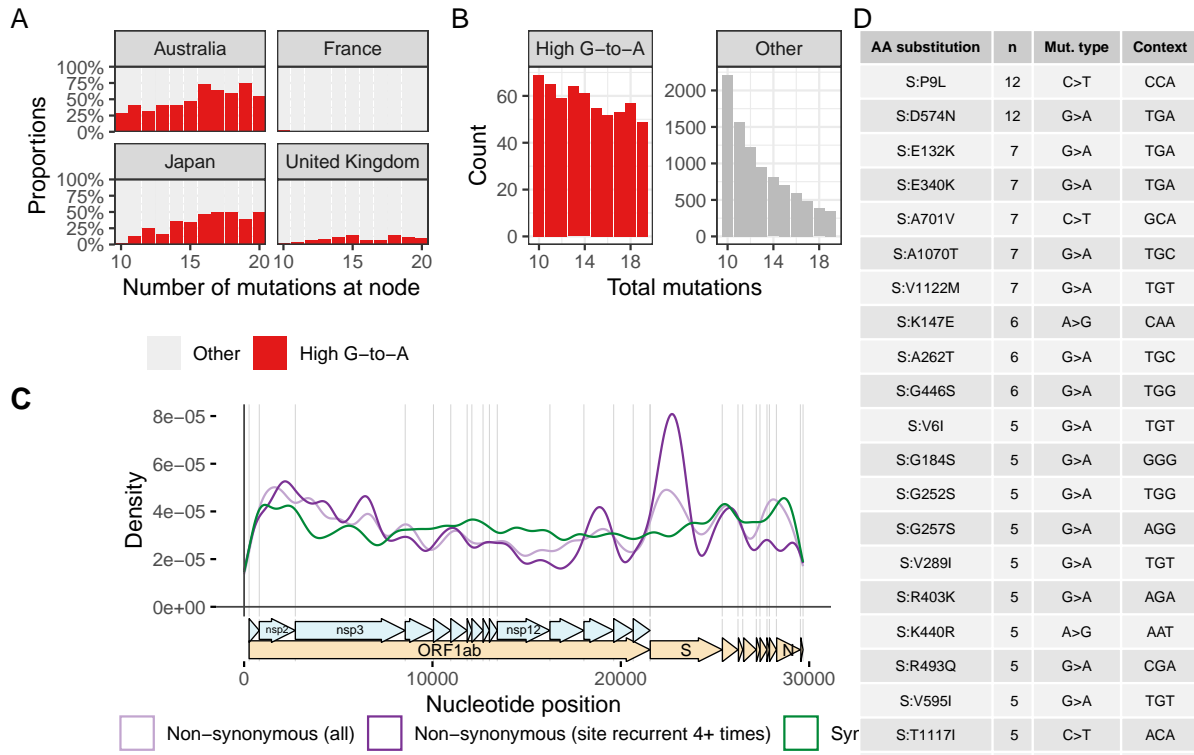 A
Australia
France
100%
75%
50%
25%
0%
Japan
United Kingdom
100%
75%
50%
25%
0%
10 15 20 10 15 20
Proportions
Number of mutations at node
Other High G−to−A
B
High G−to−A
Other
60
40
20
0
2000
1500
1000
500
0
10 14 18 10 14 18
Count
Total mutations
C
8e−05
6e−05
4e−05
2e−05
0e+00
Density
nsp2 nsp3 nsp12
ORF1ab S N
0 10000 20000 30000
Nucleotide position
Non−synonymous (all) Non−synonymous (site recurrent 4+ times) Syr
D
AA substitution n Mut. type Context
S:P9L 12 C>T CCA
S:D574N 12 G>A TGA
S:E132K 7 G>A TGA
S:E340K 7 G>A TGA
S:A701V 7 C>T GCA
S:A1070T 7 G>A TGC
S:V1122M 7 G>A TGT
S:K147E 6 A>G CAA
S:A262T 6 G>A TGC
S:G446S 6 G>A TGG
S:V6I 5 G>A TGT
S:G184S 5 G>A GGG
S:G252S 5 G>A TGG
S:G257S 5 G>A AGG
S:V289I 5 G>A TGT
S:R403K 5 G>A AGA
S:K440R 5 A>G AAT
S:R493Q 5 G>A CGA
S:V595I 5 G>A TGT
S:T1117I 5 C>T ACA